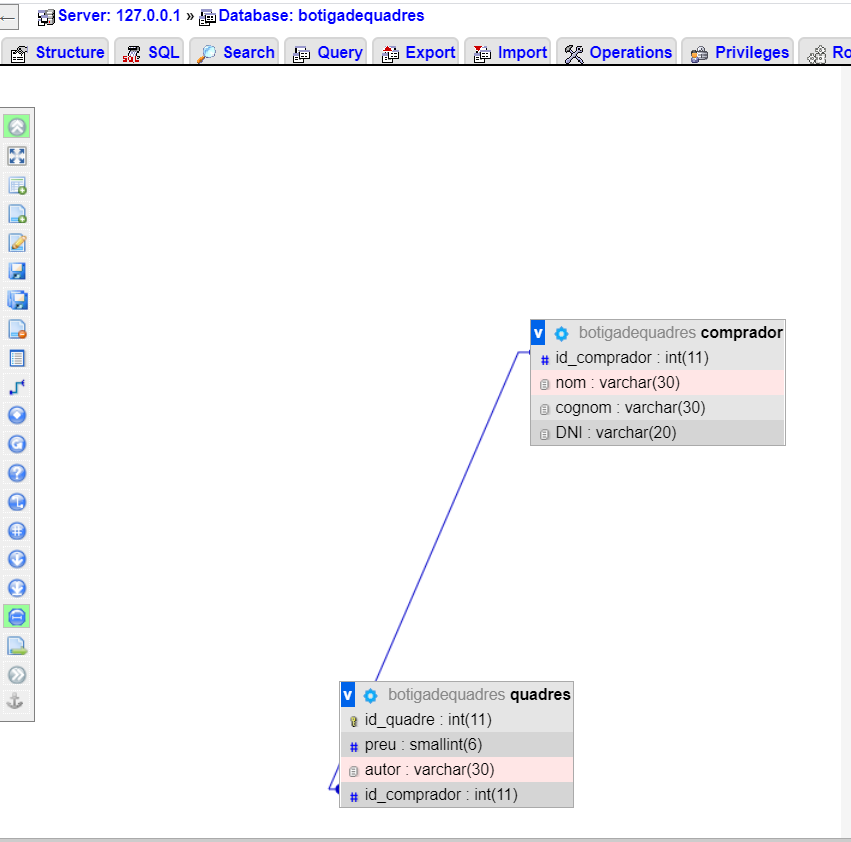 Server: 127.0.0.1 » Database: botigadequadres
Structure SQL Search Query Export Import Operations Privileges Ro
v botigadequadres comprador
# id_comprador : int(11)
nom : varchar(30)
cognom : varchar(30)
DNI : varchar(20)
v botigadequadres quadres
id_quadre : int(11)
# preu : smallint(6)
autor : varchar(30)
# id_comprador : int(11)